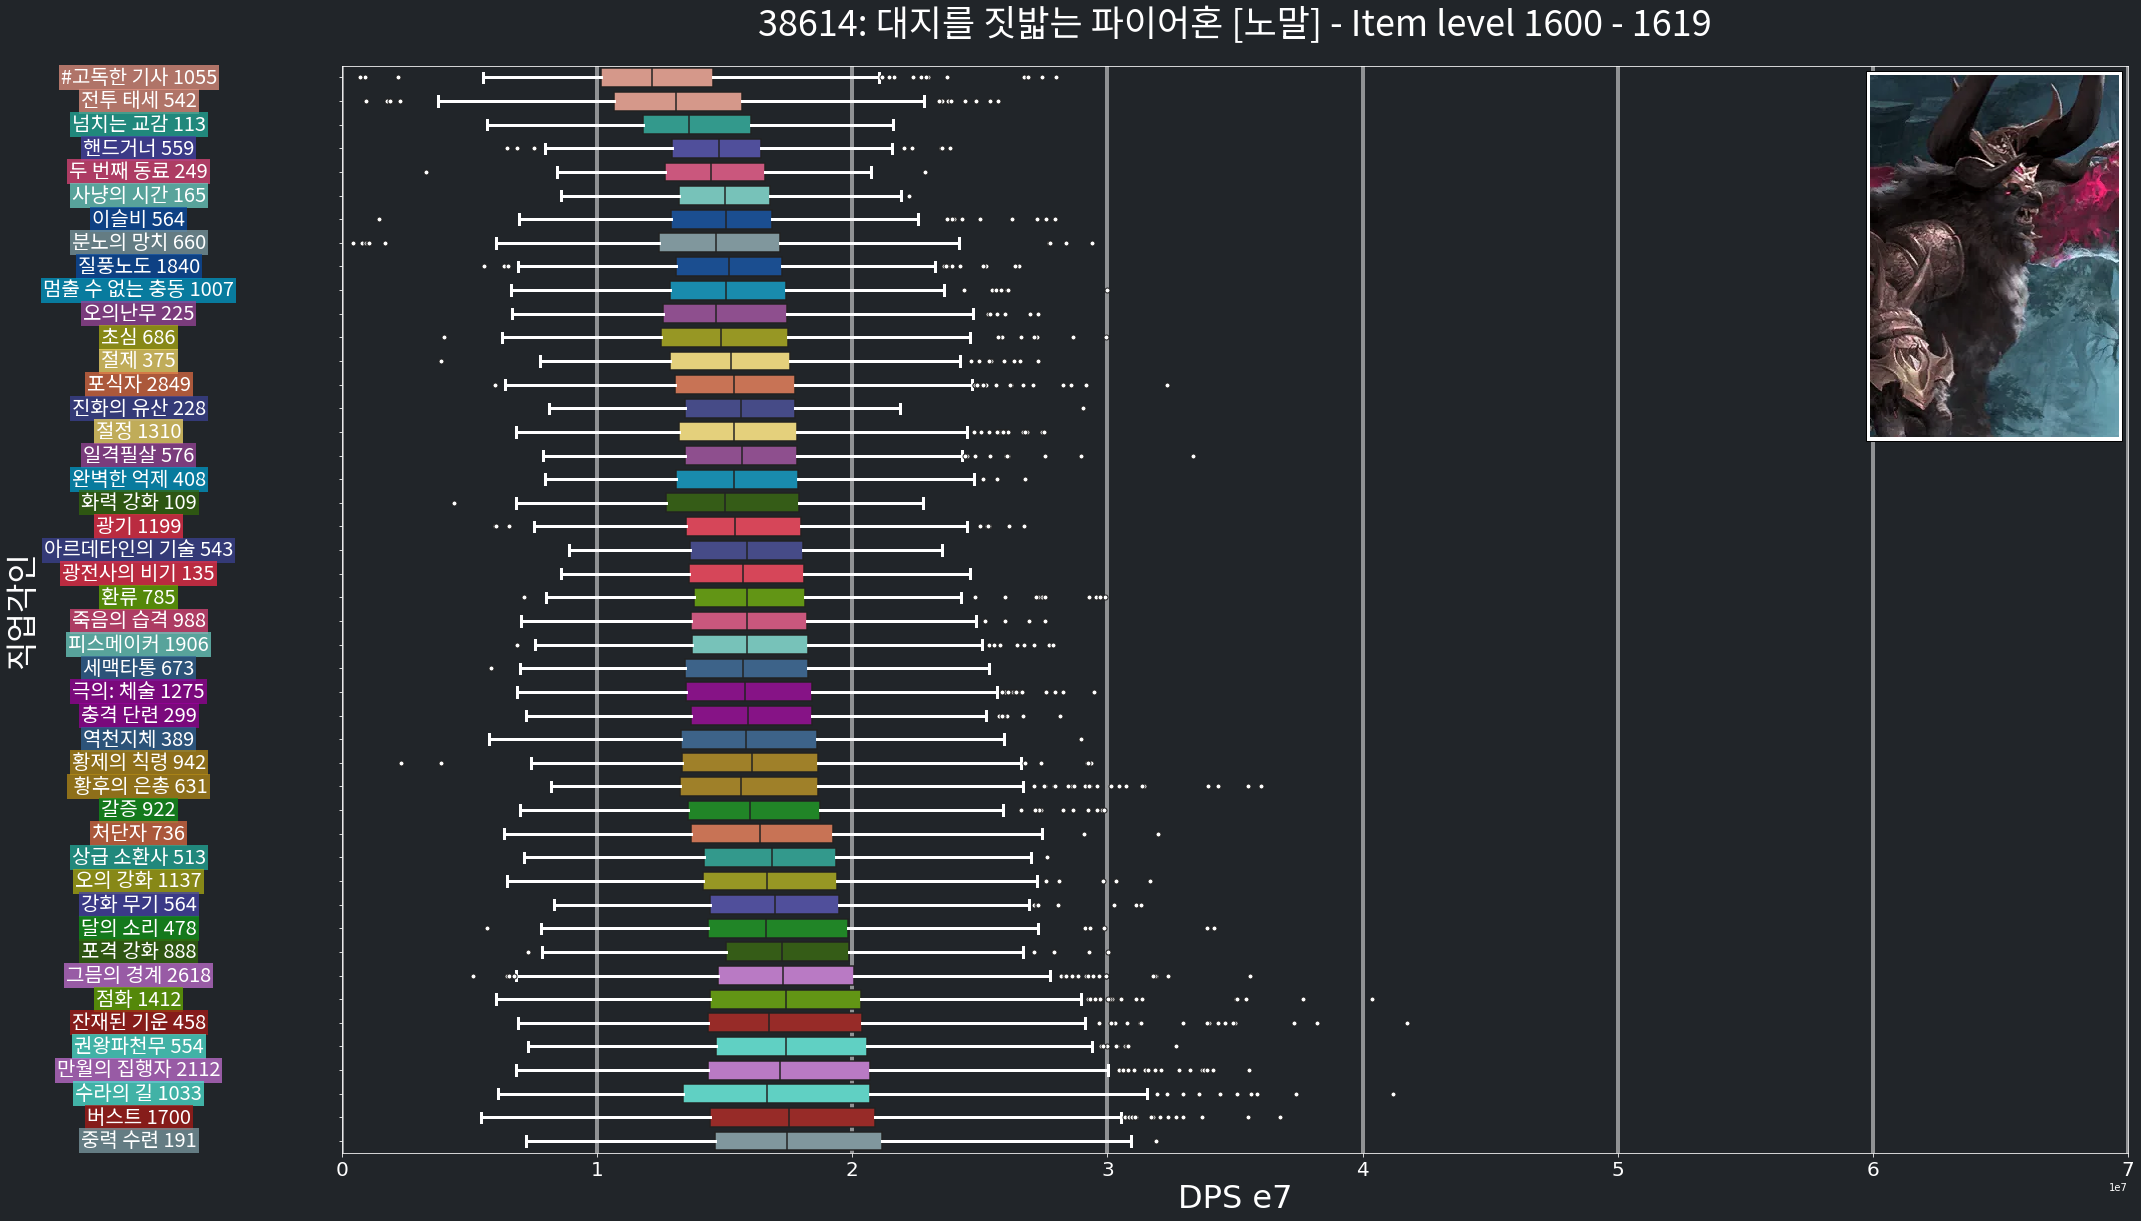 38614: 대지를 짓밟는 파이어혼 [노말] - Item level 1600 - 1619
#고독한 기사 1055
전투 태세 542
넘치는 교감 113
핸드거너 559
두 번째 동료 249
사냥의 시간 165
이슬비 564
분노의 망치 660
질풍노도 1840
멈출 수 없는 충동 1007
오의난무 225
초심 686
절제 375
포식자 2849
진화의 유산 228
절정 1310
일격필살 576
완벽한 억제 408
화력 강화 109
광기 1199
아르데타인의 기술 543
광전사의 비기 135
환류 785
죽음의 습격 988
피스메이커 1906
세맥타통 673
극의: 체술 1275
충격 단련 299
역천지체 389
황제의 칙령 942
황후의 은총 631
갈증 922
처단자 736
상급 소환사 513
오의 강화 1137
강화 무기 564
달의 소리 478
포격 강화 888
그믐의 경계 2618
점화 1412
잔재된 기운 458
권왕파천무 554
만월의 집행자 2112
수라의 길 1033
버스트 1700
중력 수련 191
직업각인
0 1 2 3 4 5 6 7
DPS e7
1e7